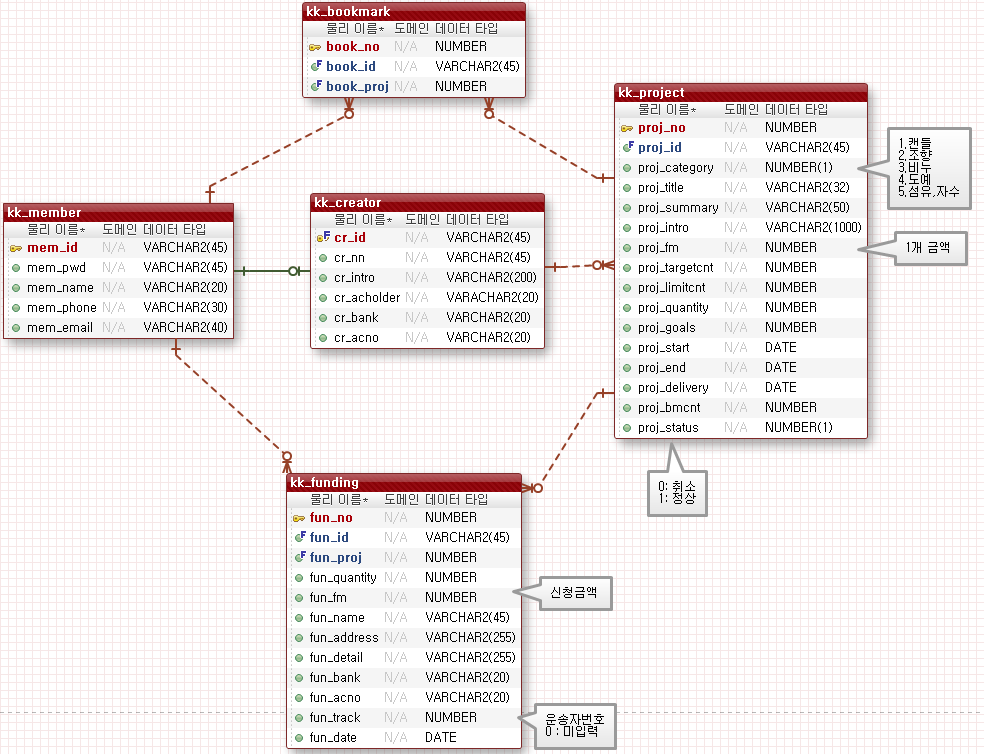 kk_bookmark
물리 이름* 도메인 데이터 타입
book_no N/A NUMBER
book_id N/A VARCHAR2(45)
book_proj N/A NUMBER
kk_project
물리 이름* 도메인 데이터 타입
proj_no N/A NUMBER
proj_id N/A VARCHAR2(45)
proj_category N/A NUMBER(1)
proj_title N/A VARCHAR2(32)
proj_summary N/A VARCHAR2(50)
proj_intro N/A VARCHAR2(1000)
proj_fm N/A NUMBER
proj_targetcnt N/A NUMBER
proj_limitcnt N/A NUMBER
proj_quantity N/A NUMBER
proj_goals N/A NUMBER
proj_start N/A DATE
proj_end N/A DATE
proj_delivery N/A DATE
proj_bmcnt N/A NUMBER
proj_status N/A NUMBER(1)
1.캔들
2.조향
3.비누
4.도예
5.섬유,자수
1개 금액
0: 취소
1: 정상
kk_member
물리 이름* 도메인 데이터 타입
mem_id N/A VARCHAR2(45)
mem_pwd N/A VARCHAR2(45)
mem_name N/A VARCHAR2(20)
mem_phone N/A VARCHAR2(30)
mem_email N/A VARCHAR2(40)
kk_creator
물리 이름* 도메인 데이터 타입
cr_id N/A VARCHAR2(45)
cr_nn N/A VARCHAR2(45)
cr_intro N/A VARCHAR2(200)
cr_acholder N/A VARACHAR2(20)
cr_bank N/A VARCHAR2(20)
cr_acno N/A VARCHAR2(20)
kk_funding
물리 이름* 도메인 데이터 타입
fun_no N/A NUMBER
fun_id N/A VARCHAR2(45)
fun_proj N/A NUMBER
fun_quantity N/A NUMBER
fun_fm N/A NUMBER
fun_name N/A VARCHAR2(45)
fun_address N/A VARCHAR2(255)
fun_detail N/A VARCHAR2(255)
fun_bank N/A VARCHAR2(20)
fun_acno N/A VARCHAR2(20)
fun_track N/A NUMBER
fun_date N/A DATE
신청금액
운송자번호
0 : 미입력